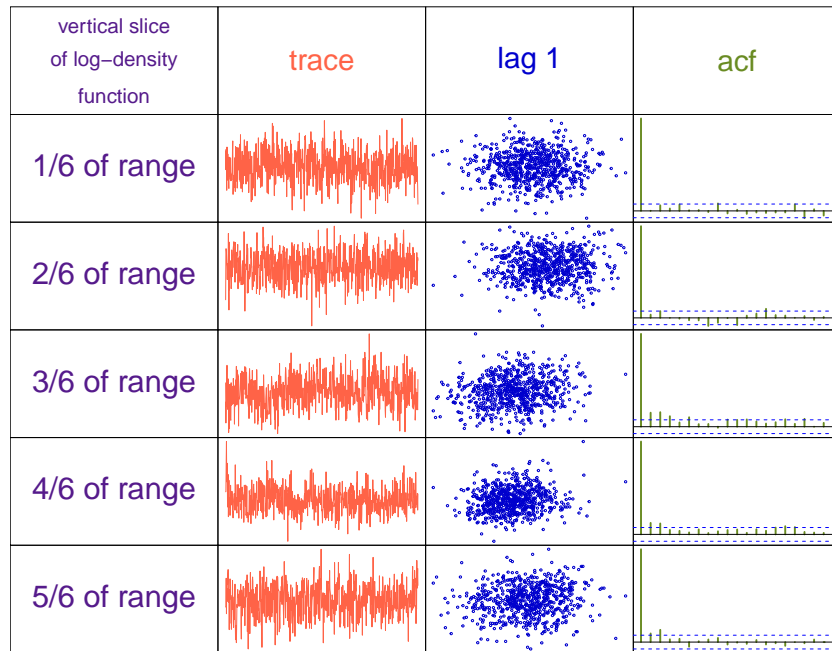 vertical slice
of log−density
function
trace
lag 1
acf
1/6 of range
2/6 of range
3/6 of range
4/6 of range
5/6 of range